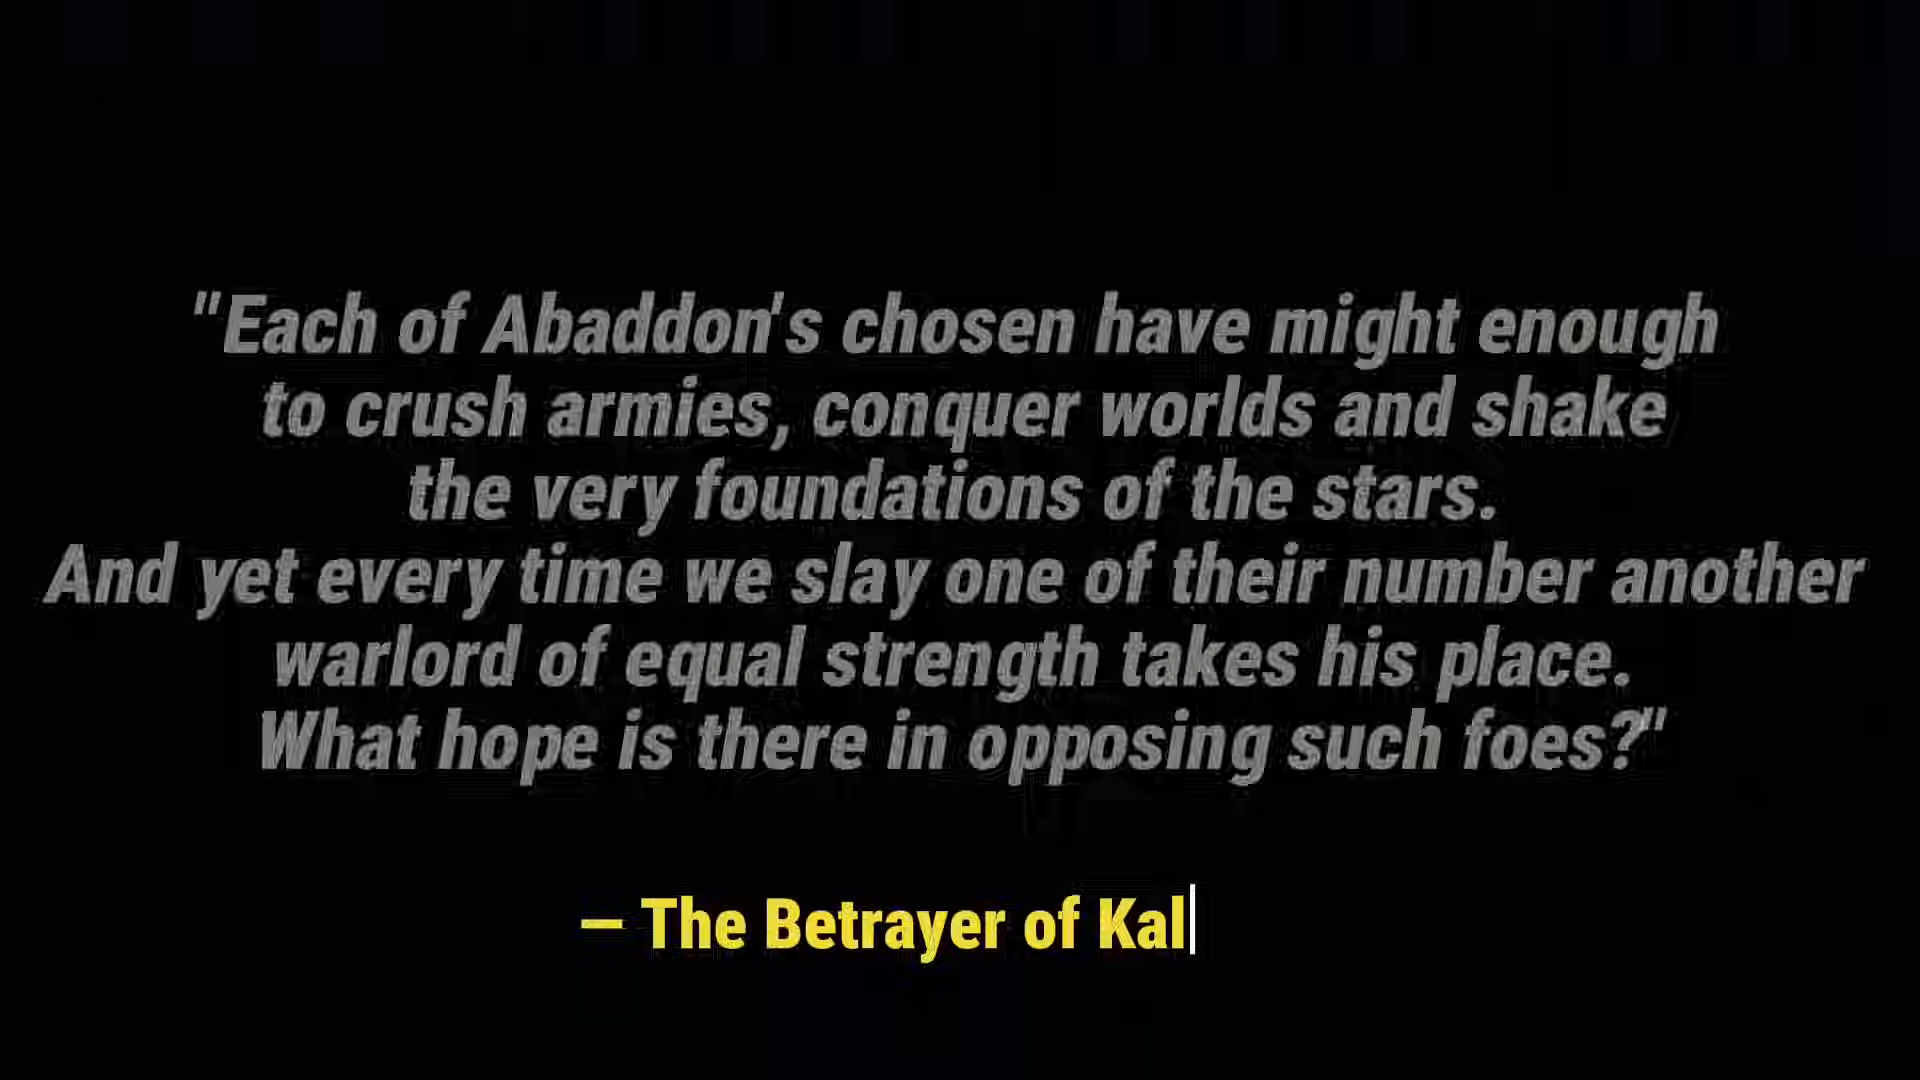 "Each of Abaddon's chosen have might enough
to crush armies, conquer worlds and shake
the very foundations of the stars.
And yet every time we slay one of their number another
warlord of equal strength takes his place.
What hope is there in opposing such foes?"
– The Betrayer of Kal